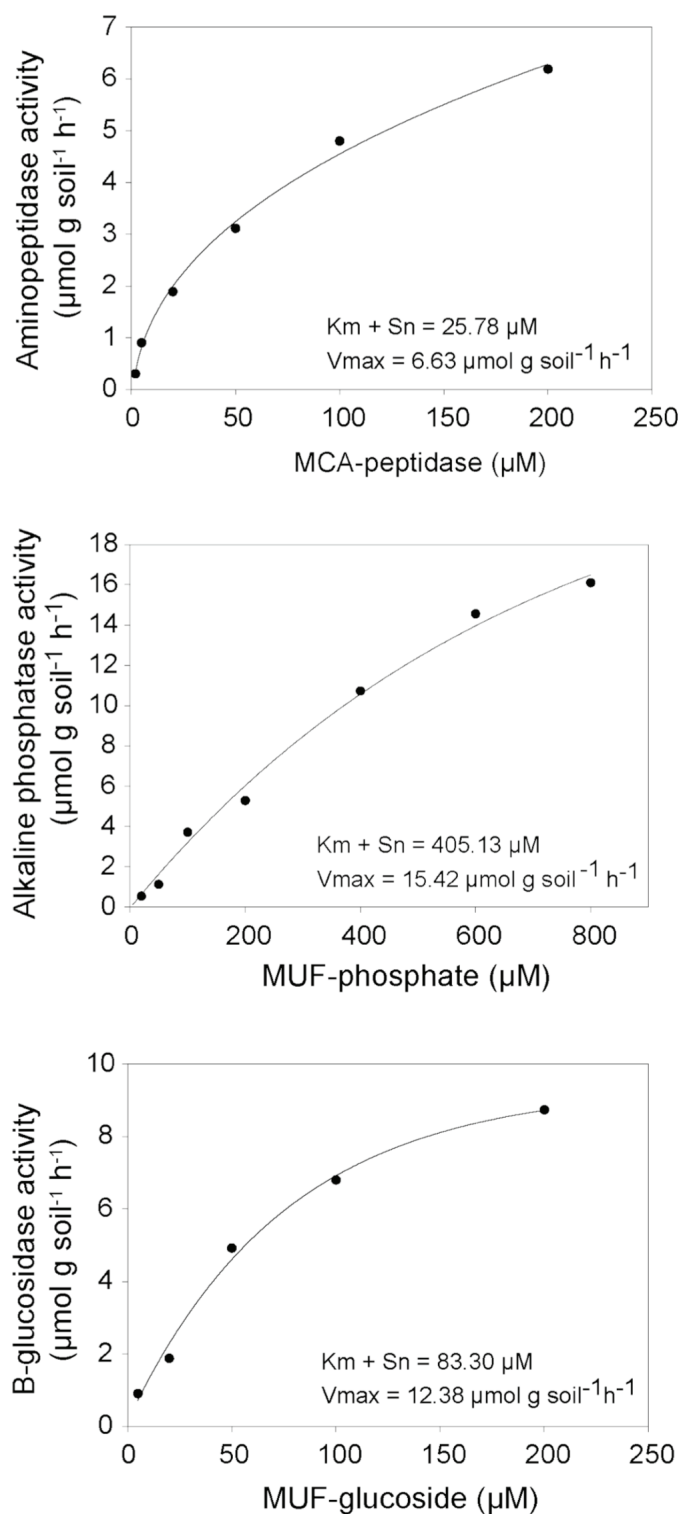 Aminopeptidase activity
(µmol g soil⁻¹ h⁻¹)
7
6
5
4
3
2
1
0
Km + Sn = 25.78 µM
Vmax = 6.63 µmol g soil⁻¹ h⁻¹
0 50 100 150 200 250
MCA-peptidase (µM)
Alkaline phosphatase activity
(µmol g soil⁻¹ h⁻¹)
18
16
14
12
10
8
6
4
2
0
Km + Sn = 405.13 µM
Vmax = 15.42 µmol g soil⁻¹ h⁻¹
0 200 400 600 800
MUF-phosphate (µM)
B-glucosidase activity
(µmol g soil⁻¹ h⁻¹)
10
8
6
4
2
0
Km + Sn = 83.30 µM
Vmax = 12.38 µmol g soil⁻¹h⁻¹
0 50 100 150 200 250
MUF-glucoside (µM)